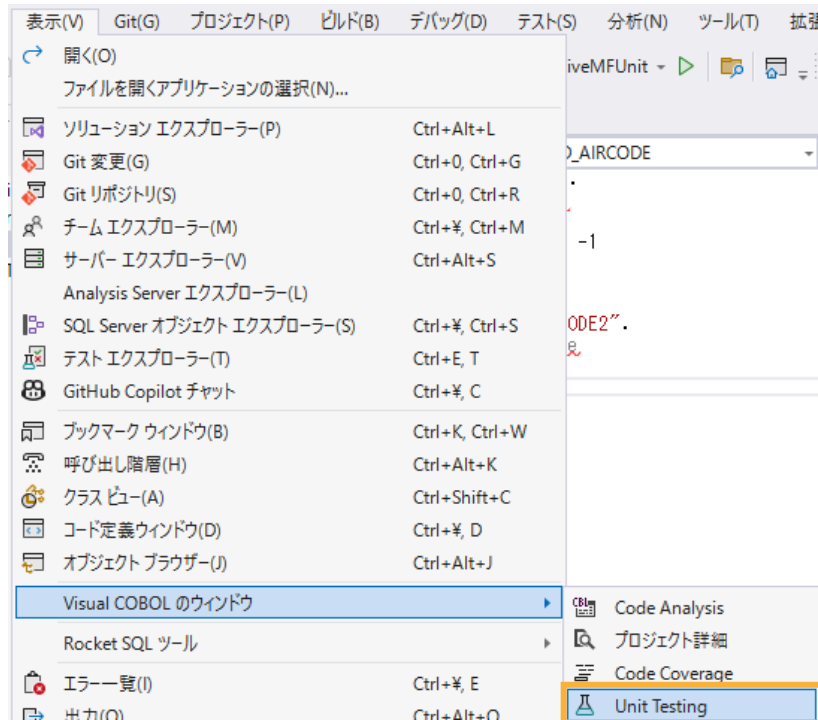 表示(V) Git(G) プロジェクト(P) ビルド(B) デバッグ(D) テスト(S) 分析(N) ツール(T) 拡張
開く(O)
iveMFUnit
ファイルを開くアプリケーションの選択(N)...
ソリューション エクスプローラー(P) Ctrl+Alt+L
Git 変更(G) Ctrl+0, Ctrl+G
D_AIRCODE
Git リポジトリ(S) Ctrl+0, Ctrl+R
チーム エクスプローラー(M) Ctrl+¥, Ctrl+M
-1
サーバー エクスプローラー(V) Ctrl+Alt+S
Analysis Server エクスプローラー(L)
SQL Server オブジェクト エクスプローラー(S) Ctrl+¥, Ctrl+S
ODE2".
テスト エクスプローラー(T) Ctrl+E, T
GitHub Copilot チャット Ctrl+¥, C
ブックマーク ウィンドウ(B) Ctrl+K, Ctrl+W
呼び出し階層(H) Ctrl+Alt+K
クラス ビュー(A) Ctrl+Shift+C
コード定義ウィンドウ(D) Ctrl+¥, D
オブジェクト ブラウザー(J) Ctrl+Alt+J
Visual COBOL のウィンドウ
CBL Code Analysis
Rocket SQL ツール
プロジェクト詳細
Code Coverage
エラー一覧(I) Ctrl+¥, E
Unit Testing
出力(O) Ctrl+Alt+O